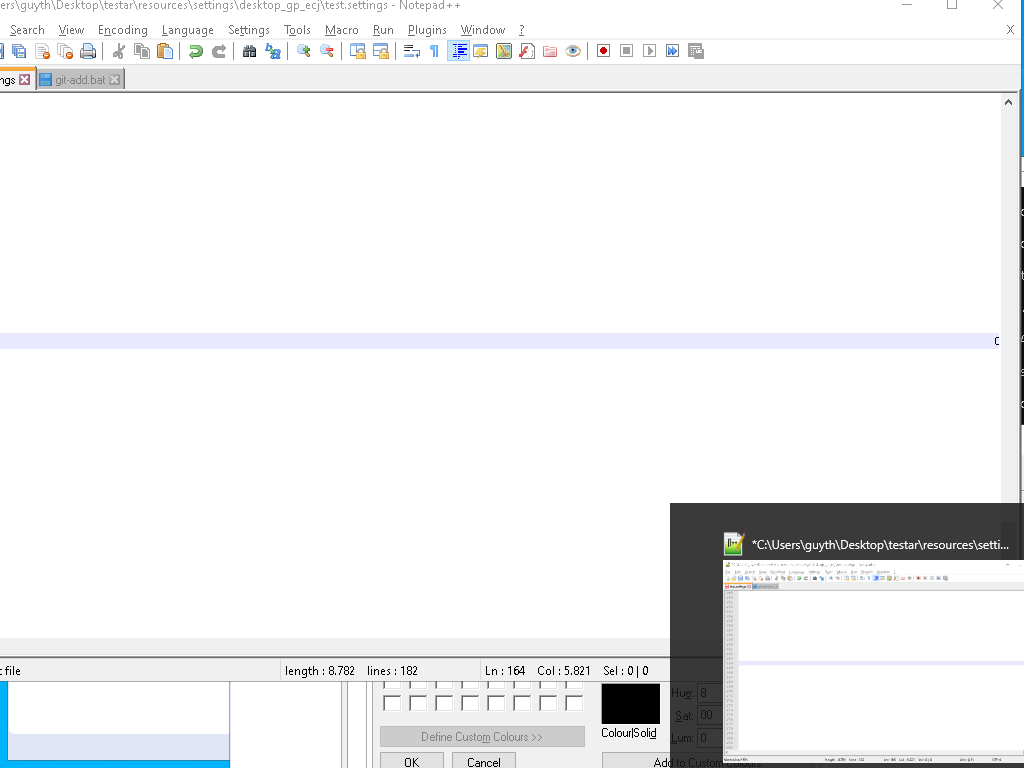 ers\guyth\Desktop\testar\resources\settings\desktop_gp_ecj\test.settings - Notepad++
Search View Encoding Language Settings Tools Macro Run Plugins Window ? X
ngs git-add.bat
*C:\Users\guyth\Desktop\testar\resources\setti...
t file length : 8.782 lines : 182 Ln : 164 Col : 5.821 Sel : 0 | 0
Hue: 8
Sat: 00
Colour|Solid Lum: 0
Define Custom Colours >>
OK Cancel Add to Custom Colours